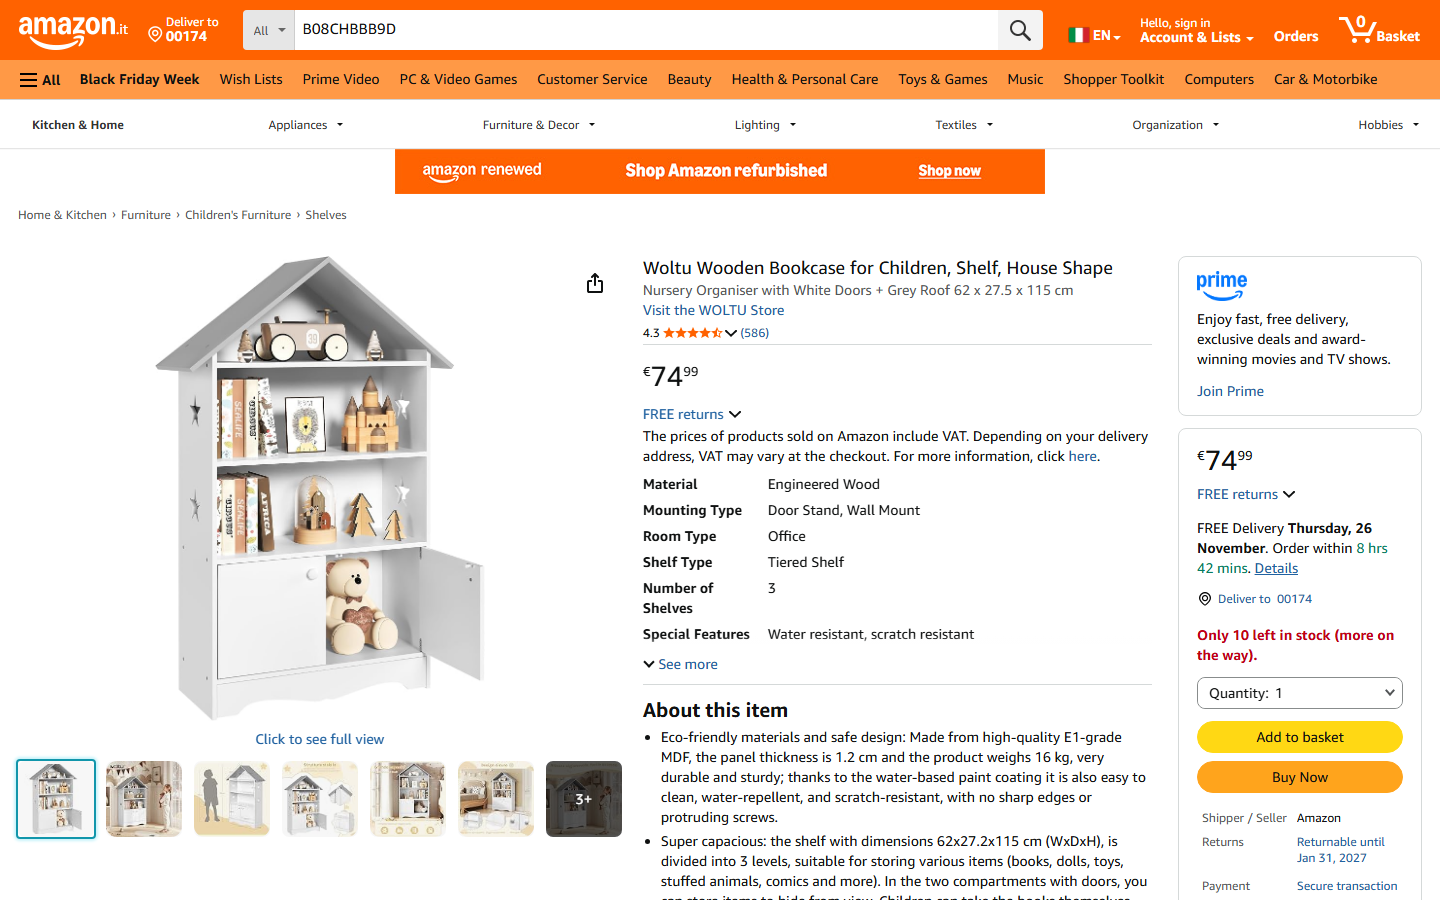 amazon.it
Deliver to
00174
All
B08CHBBB9D
EN
Hello, sign in
Account & Lists
Orders
0
Basket
All
Black Friday Week
Wish Lists
Prime Video
PC & Video Games
Customer Service
Beauty
Health & Personal Care
Toys & Games
Music
Shopper Toolkit
Computers
Car & Motorbike
Kitchen & Home
Appliances
Furniture & Decor
Lighting
Textiles
Organization
Hobbies
amazon renewed
Shop Amazon refurbished
Shop now
Home & Kitchen › Furniture › Children's Furniture › Shelves
39
AFRICA
Click to see full view
3+
Woltu Wooden Bookcase for Children, Shelf, House Shape
Nursery Organiser with White Doors + Grey Roof 62 x 27.5 x 115 cm
Visit the WOLTU Store
4.3 (586)
€74 99
FREE returns
The prices of products sold on Amazon include VAT. Depending on your delivery
address, VAT may vary at the checkout. For more information, click here.
Material Engineered Wood
Mounting Type Door Stand, Wall Mount
Room Type Office
Shelf Type Tiered Shelf
Number of 3
Shelves
Special Features Water resistant, scratch resistant
See more
About this item
• Eco-friendly materials and safe design: Made from high-quality E1-grade
MDF, the panel thickness is 1.2 cm and the product weighs 16 kg, very
durable and sturdy; thanks to the water-based paint coating it is also easy to
clean, water-repellent, and scratch-resistant, with no sharp edges or
protruding screws.
• Super capacious: the shelf with dimensions 62x27.2x115 cm (WxDxH), is
divided into 3 levels, suitable for storing various items (books, dolls, toys,
stuffed animals, comics and more). In the two compartments with doors, you
can store items to hide from view. Children can take the books themselves
prime
Enjoy fast, free delivery,
exclusive deals and award-
winning movies and TV shows.
Join Prime
€74 99
FREE returns
FREE Delivery Thursday, 26
November. Order within 8 hrs
42 mins. Details
Deliver to 00174
Only 10 left in stock (more on
the way).
Quantity: 1
Add to basket
Buy Now
Shipper / Seller Amazon
Returns Returnable until
Jan 31, 2027
Payment Secure transaction